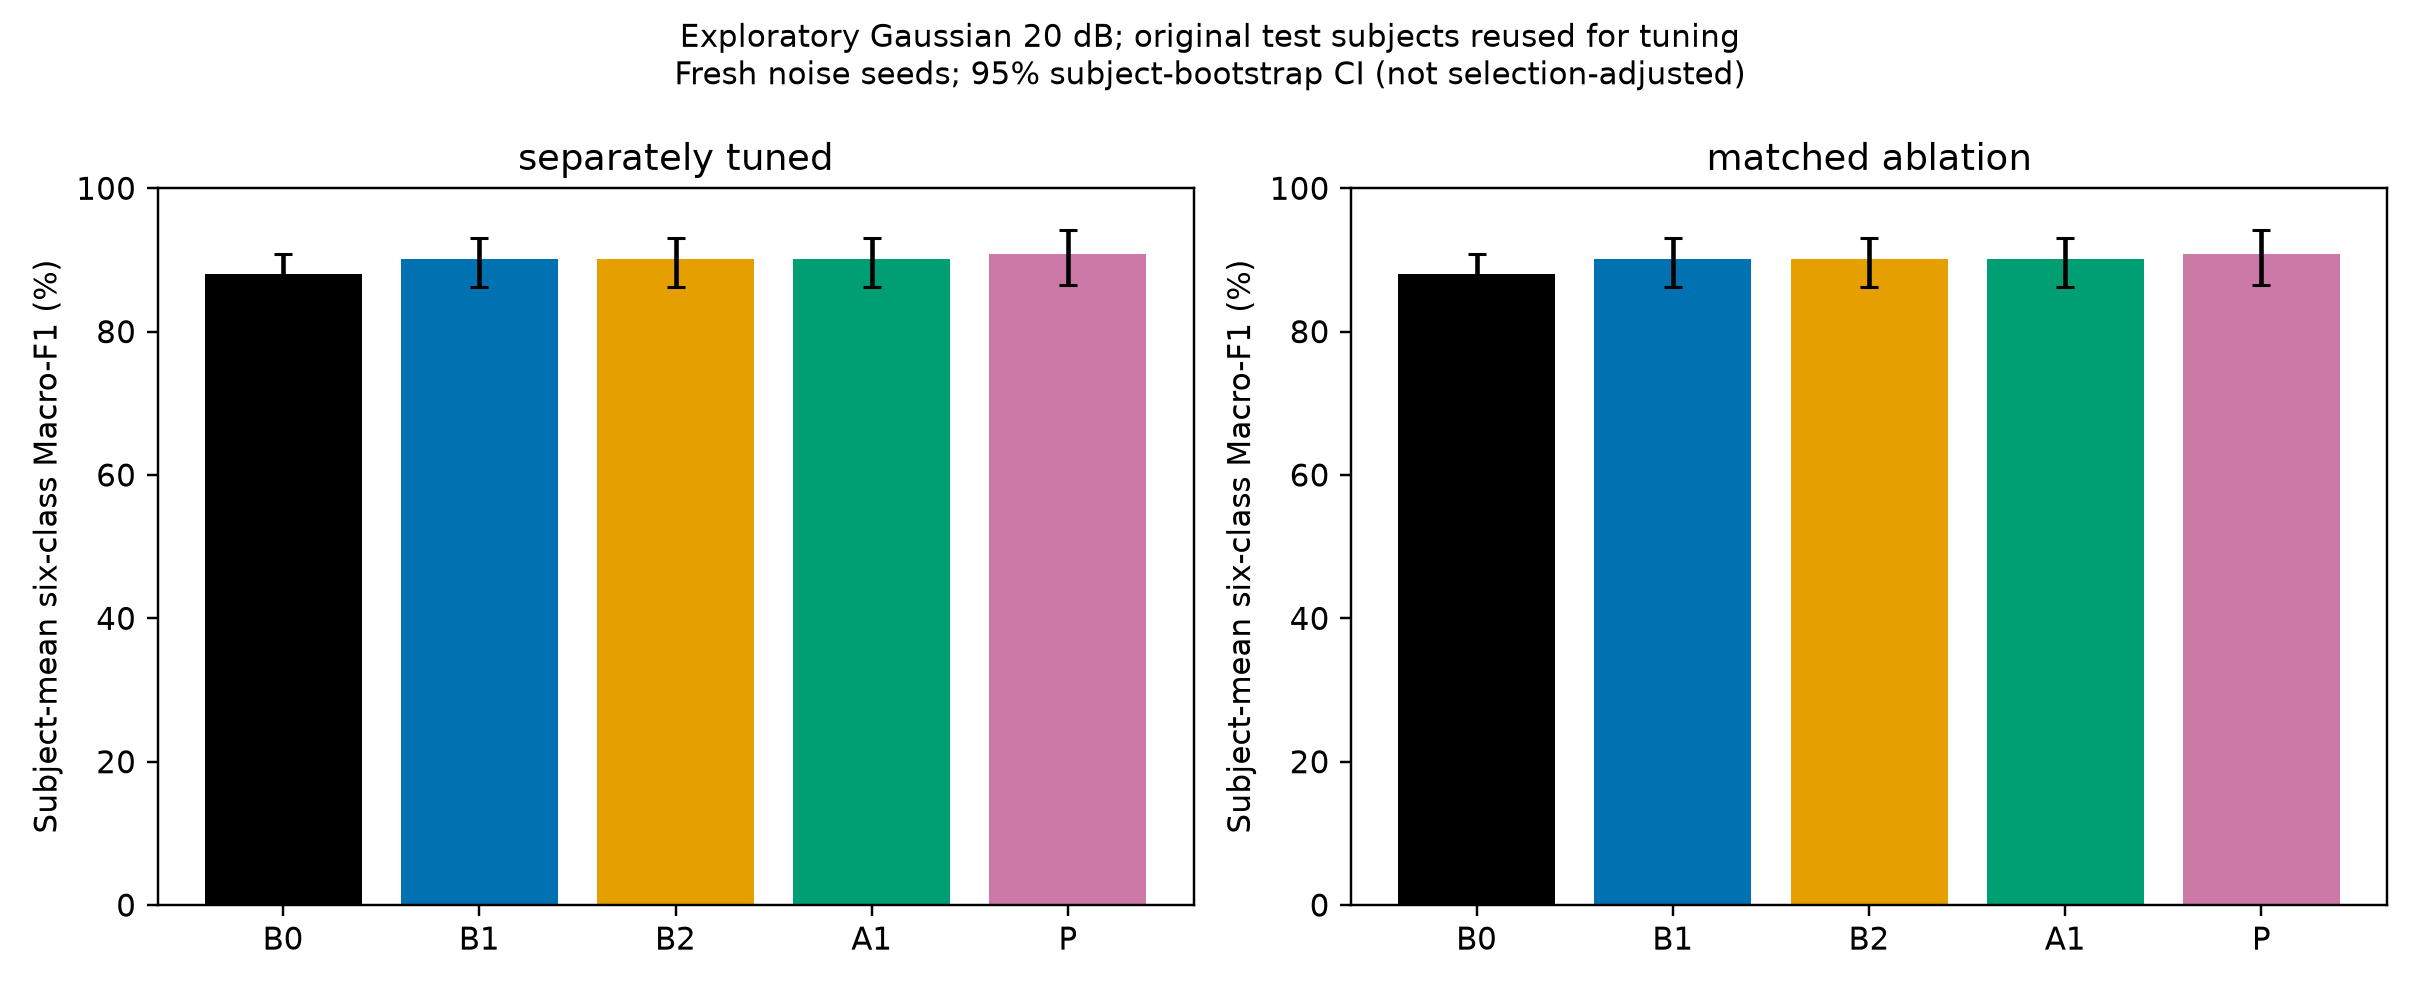 Exploratory Gaussian 20 dB; original test subjects reused for tuning
Fresh noise seeds; 95% subject-bootstrap CI (not selection-adjusted)
separately tuned
Subject-mean six-class Macro-F1 (%)
100
80
60
40
20
0
B0 B1 B2 A1 P
matched ablation
Subject-mean six-class Macro-F1 (%)
100
80
60
40
20
0
B0 B1 B2 A1 P